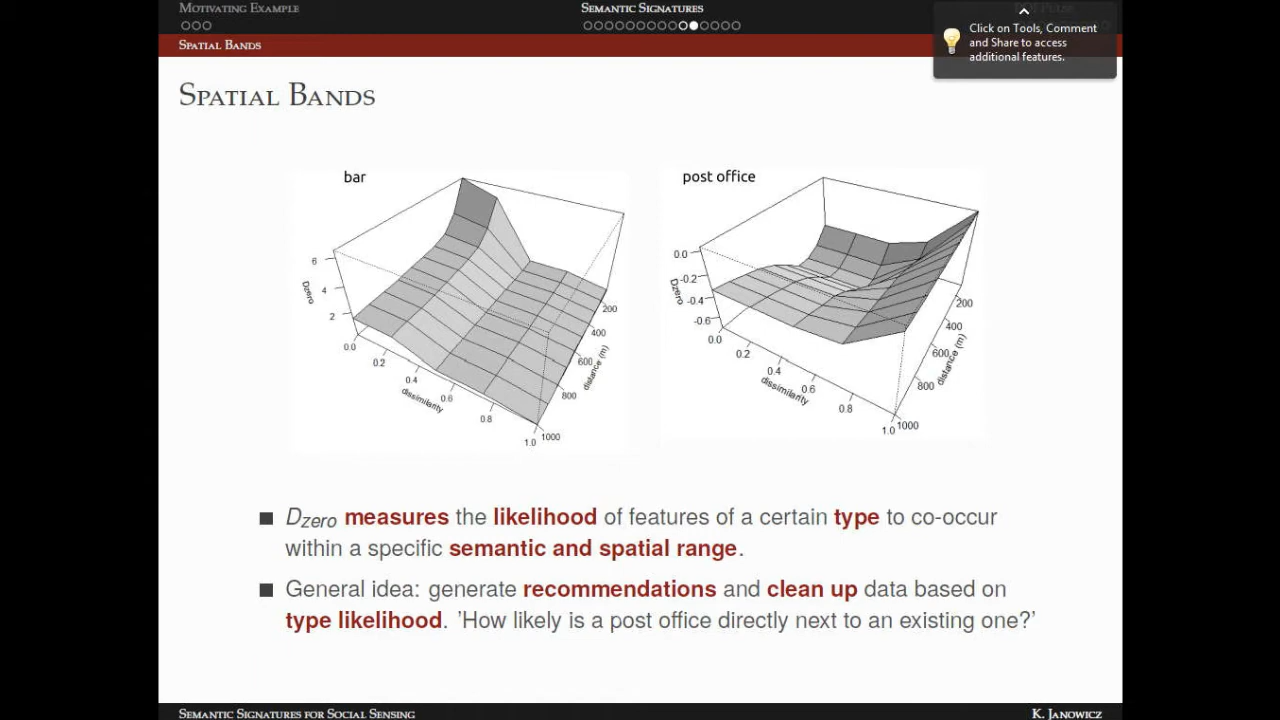 Motivating Example
Semantic Signatures
Click on Tools, Comment
and Share to access
additional features.
Spatial Bands
Spatial Bands
bar
6
4
2
Dzero
0.0
0.2
0.4
0.6
0.8
1.0
dissimilarity
200
400
600
800
1000
distance (m)
post office
0.0
-0.2
-0.4
-0.6
Dzero
0.0
0.2
0.4
0.6
0.8
1.0
dissimilarity
200
400
600
800
1000
distance (m)
Dzero measures the likelihood of features of a certain type to co-occur
within a specific semantic and spatial range.
General idea: generate recommendations and clean up data based on
type likelihood. 'How likely is a post office directly next to an existing one?'
Semantic Signatures for Social Sensing
K. Janowicz